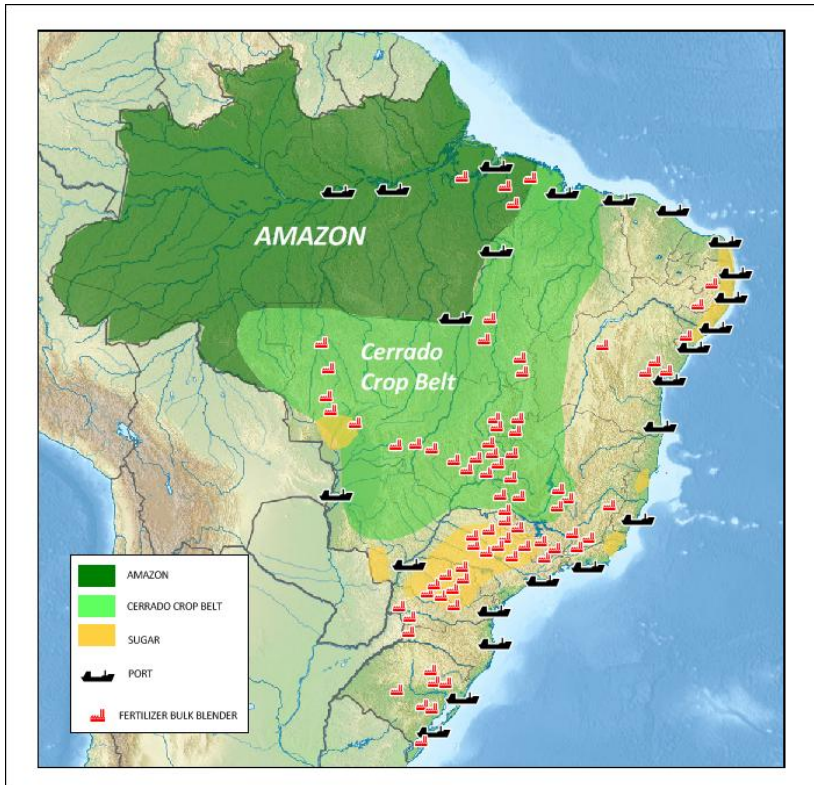 AMAZON
Cerrado
Crop Belt
AMAZON
CERRADO CROP BELT
SUGAR
PORT
FERTILIZER BULK BLENDER